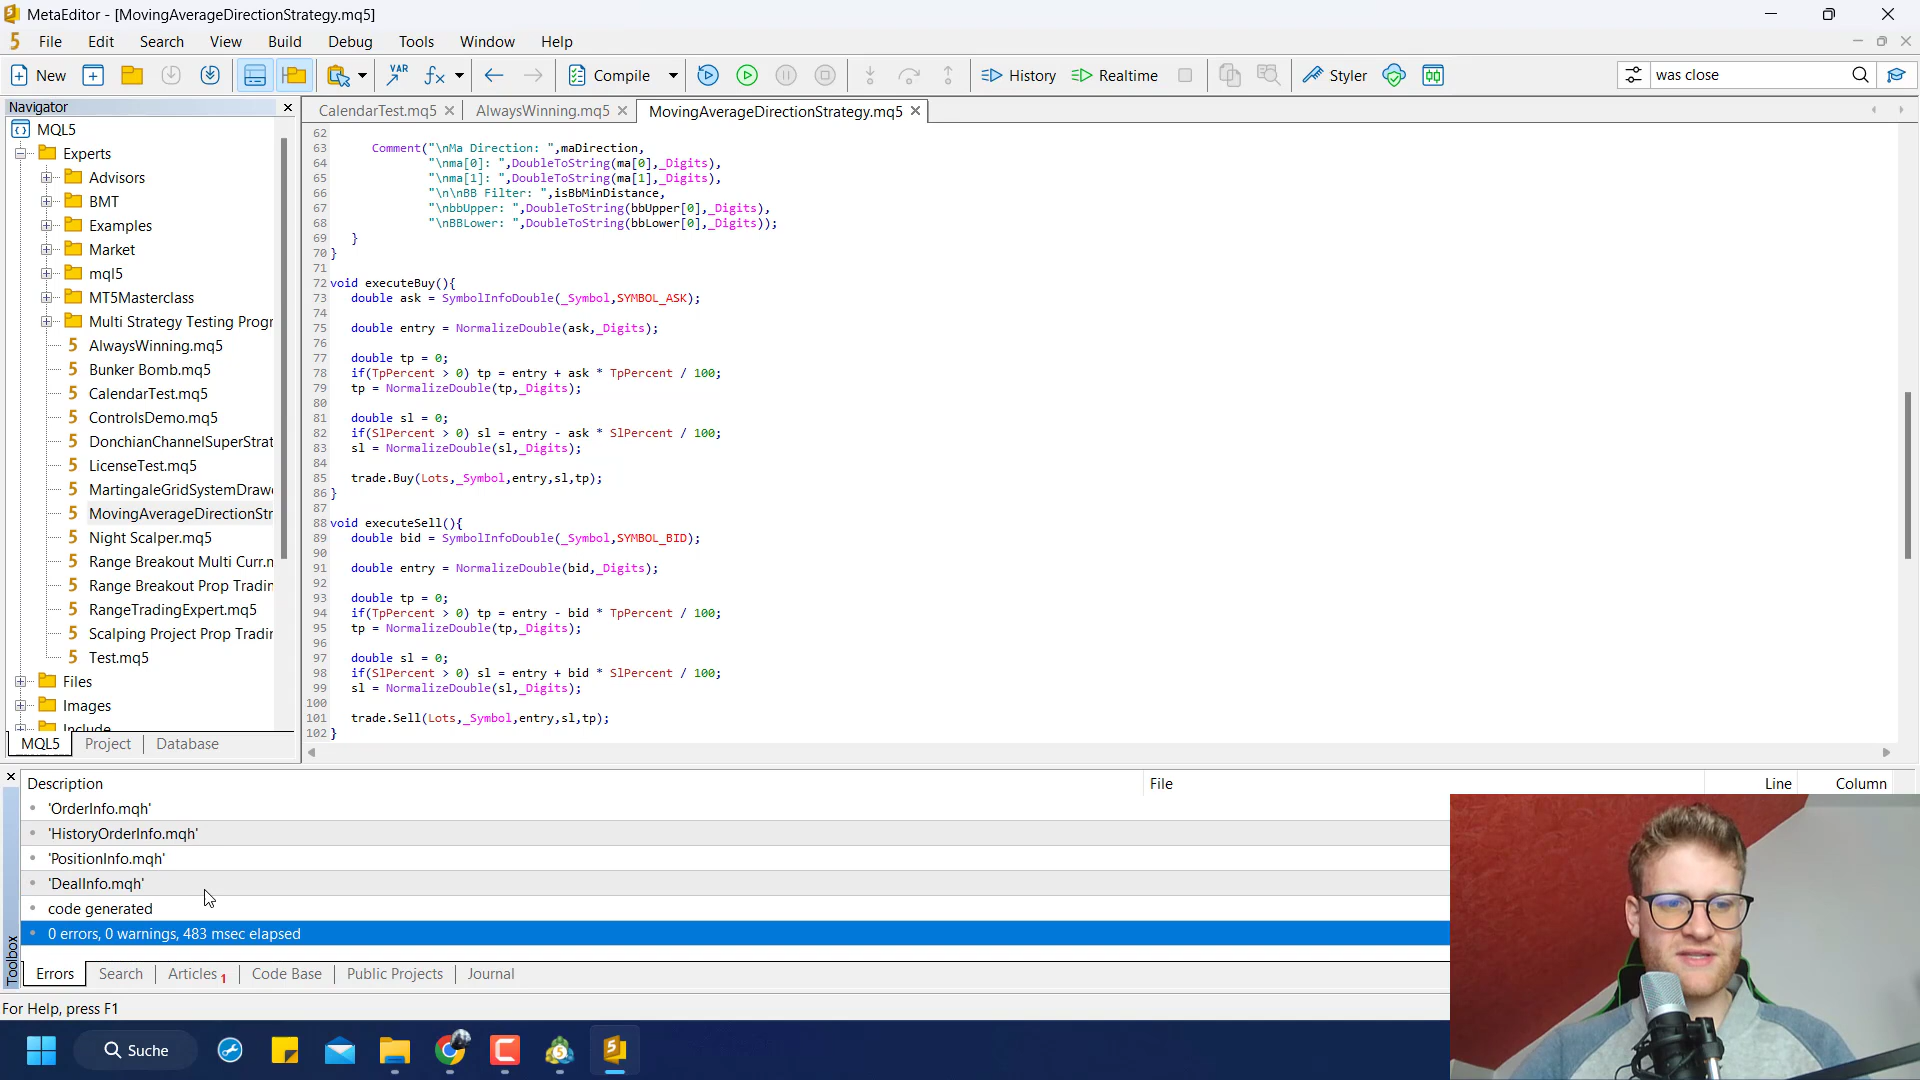 MetaEditor - [MovingAverageDirectionStrategy.mq5]
File Edit Search View Build Debug Tools Window Help
New VAR Compile History Realtime Styler was close
Navigator
CalendarTest.mq5 AlwaysWinning.mq5 MovingAverageDirectionStrategy.mq5
MQL5
Experts
Advisors
BMT
Examples
Market
mql5
MT5Masterclass
Multi Strategy Testing Progr
AlwaysWinning.mq5
Bunker Bomb.mq5
CalendarTest.mq5
ControlsDemo.mq5
DonchianChannelSuperStrat
LicenseTest.mq5
MartingaleGridSystemDraw
MovingAverageDirectionStr
Night Scalper.mq5
Range Breakout Multi Curr.
Range Breakout Prop Tradin
RangeTradingExpert.mq5
Scalping Project Prop Tradir
Test.mq5
Files
Images
Include
MQL5 Project Database
62
63 Comment("\nMa Direction: ",maDirection,
64 "\nma[0]: ",DoubleToString(ma[0],_Digits),
65 "\nma[1]: ",DoubleToString(ma[1],_Digits),
66 "\n\nBB Filter: ",isBbMinDistance,
67 "\nbbUpper: ",DoubleToString(bbUpper[0],_Digits),
68 "\nBBLower: ",DoubleToString(bbLower[0],_Digits));
69 }
70 }
71
72 void executeBuy(){
73 double ask = SymbolInfoDouble(_Symbol,SYMBOL_ASK);
74
75 double entry = NormalizeDouble(ask,_Digits);
76
77 double tp = 0;
78 if(TpPercent > 0) tp = entry + ask * TpPercent / 100;
79 tp = NormalizeDouble(tp,_Digits);
80
81 double sl = 0;
82 if(SlPercent > 0) sl = entry - ask * SlPercent / 100;
83 sl = NormalizeDouble(sl,_Digits);
84
85 trade.Buy(Lots,_Symbol,entry,sl,tp);
86 }
87
88 void executeSell(){
89 double bid = SymbolInfoDouble(_Symbol,SYMBOL_BID);
90
91 double entry = NormalizeDouble(bid,_Digits);
92
93 double tp = 0;
94 if(TpPercent > 0) tp = entry - bid * TpPercent / 100;
95 tp = NormalizeDouble(tp,_Digits);
96
97 double sl = 0;
98 if(SlPercent > 0) sl = entry + bid * SlPercent / 100;
99 sl = NormalizeDouble(sl,_Digits);
100
101 trade.Sell(Lots,_Symbol,entry,sl,tp);
102 }
Description File Line Column
'OrderInfo.mqh'
'HistoryOrderInfo.mqh'
'PositionInfo.mqh'
'DealInfo.mqh'
code generated
0 errors, 0 warnings, 483 msec elapsed
Toolbox
Errors Search Articles 1 Code Base Public Projects Journal
For Help, press F1
Suche